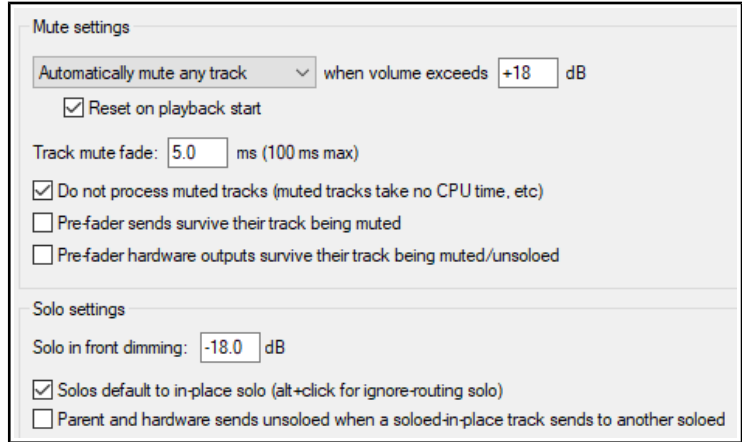 Mute settings
Automatically mute any track when volume exceeds +18 dB
Reset on playback start
Track mute fade: 5.0 ms (100 ms max)
Do not process muted tracks (muted tracks take no CPU time, etc)
Pre-fader sends survive their track being muted
Pre-fader hardware outputs survive their track being muted/unsoloed
Solo settings
Solo in front dimming: -18.0 dB
Solos default to in-place solo (alt+click for ignore-routing solo)
Parent and hardware sends unsoloed when a soloed-in-place track sends to another soloed